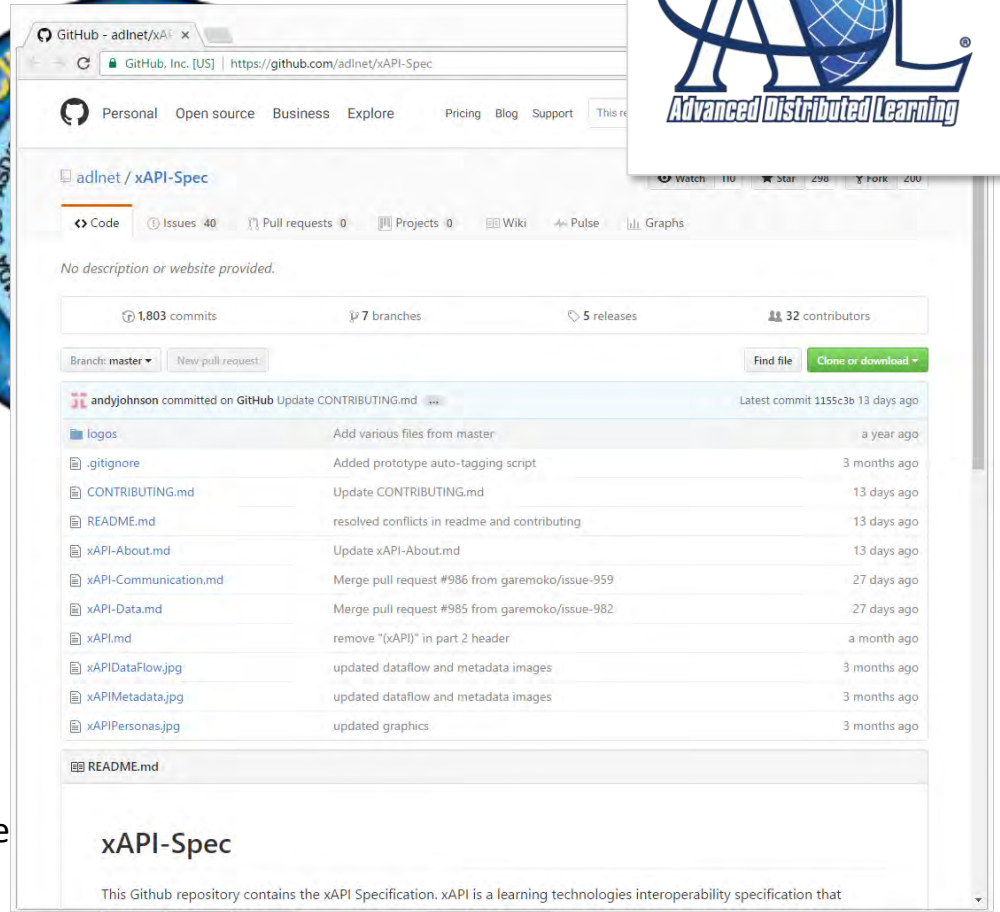 GitHub - adlnet/xA
GitHub, Inc. [US] | https://github.com/adlnet/xAPI-Spec
Advanced Distributed Learning
®
Personal Open source Business Explore Pricing Blog Support This re
adlnet / xAPI-Spec
Watch 110 Star 298 Fork 200
Code Issues 40 Pull requests 0 Projects 0 Wiki Pulse Graphs
No description or website provided.
1,803 commits 7 branches 5 releases 32 contributors
Branch: master New pull request Find file Clone or download
andyjohnson committed on GitHub Update CONTRIBUTING.md ... Latest commit 1155c3b 13 days ago
logos Add various files from master a year ago
.gitignore Added prototype auto-tagging script 3 months ago
CONTRIBUTING.md Update CONTRIBUTING.md 13 days ago
README.md resolved conflicts in readme and contributing 13 days ago
xAPI-About.md Update xAPI-About.md 13 days ago
xAPI-Communication.md Merge pull request #986 from garemoko/issue-959 27 days ago
xAPI-Data.md Merge pull request #985 from garemoko/issue-982 27 days ago
xAPI.md remove "(xAPI)" in part 2 header a month ago
xAPIDataFlow.jpg updated dataflow and metadata images 3 months ago
xAPIMetadata.jpg updated dataflow and metadata images 3 months ago
xAPIPersonas.jpg updated graphics 3 months ago
README.md
e
xAPI-Spec
This Github repository contains the xAPI Specification. xAPI is a learning technologies interoperability specification that